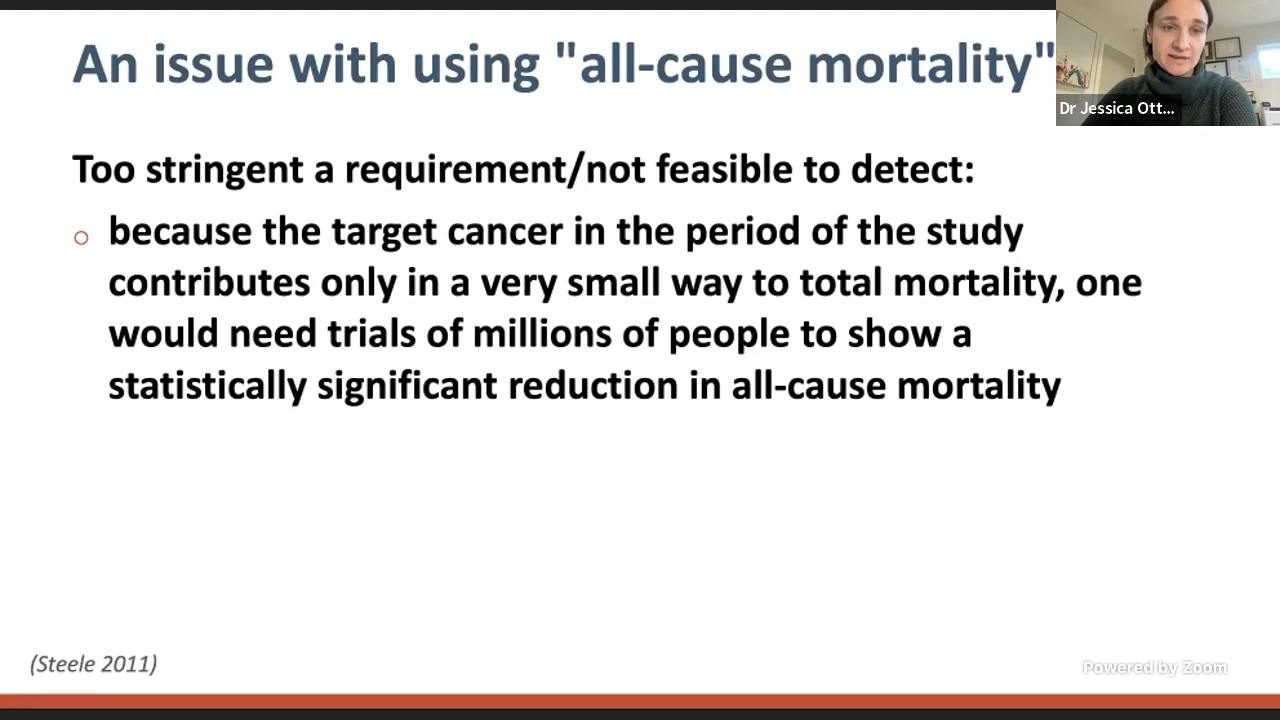 An issue with using "all-cause mortality"
Dr Jessica Ott...
Too stringent a requirement/not feasible to detect:
because the target cancer in the period of the study
contributes only in a very small way to total mortality, one
would need trials of millions of people to show a
statistically significant reduction in all-cause mortality
(Steele 2011)
Powered by Zoom